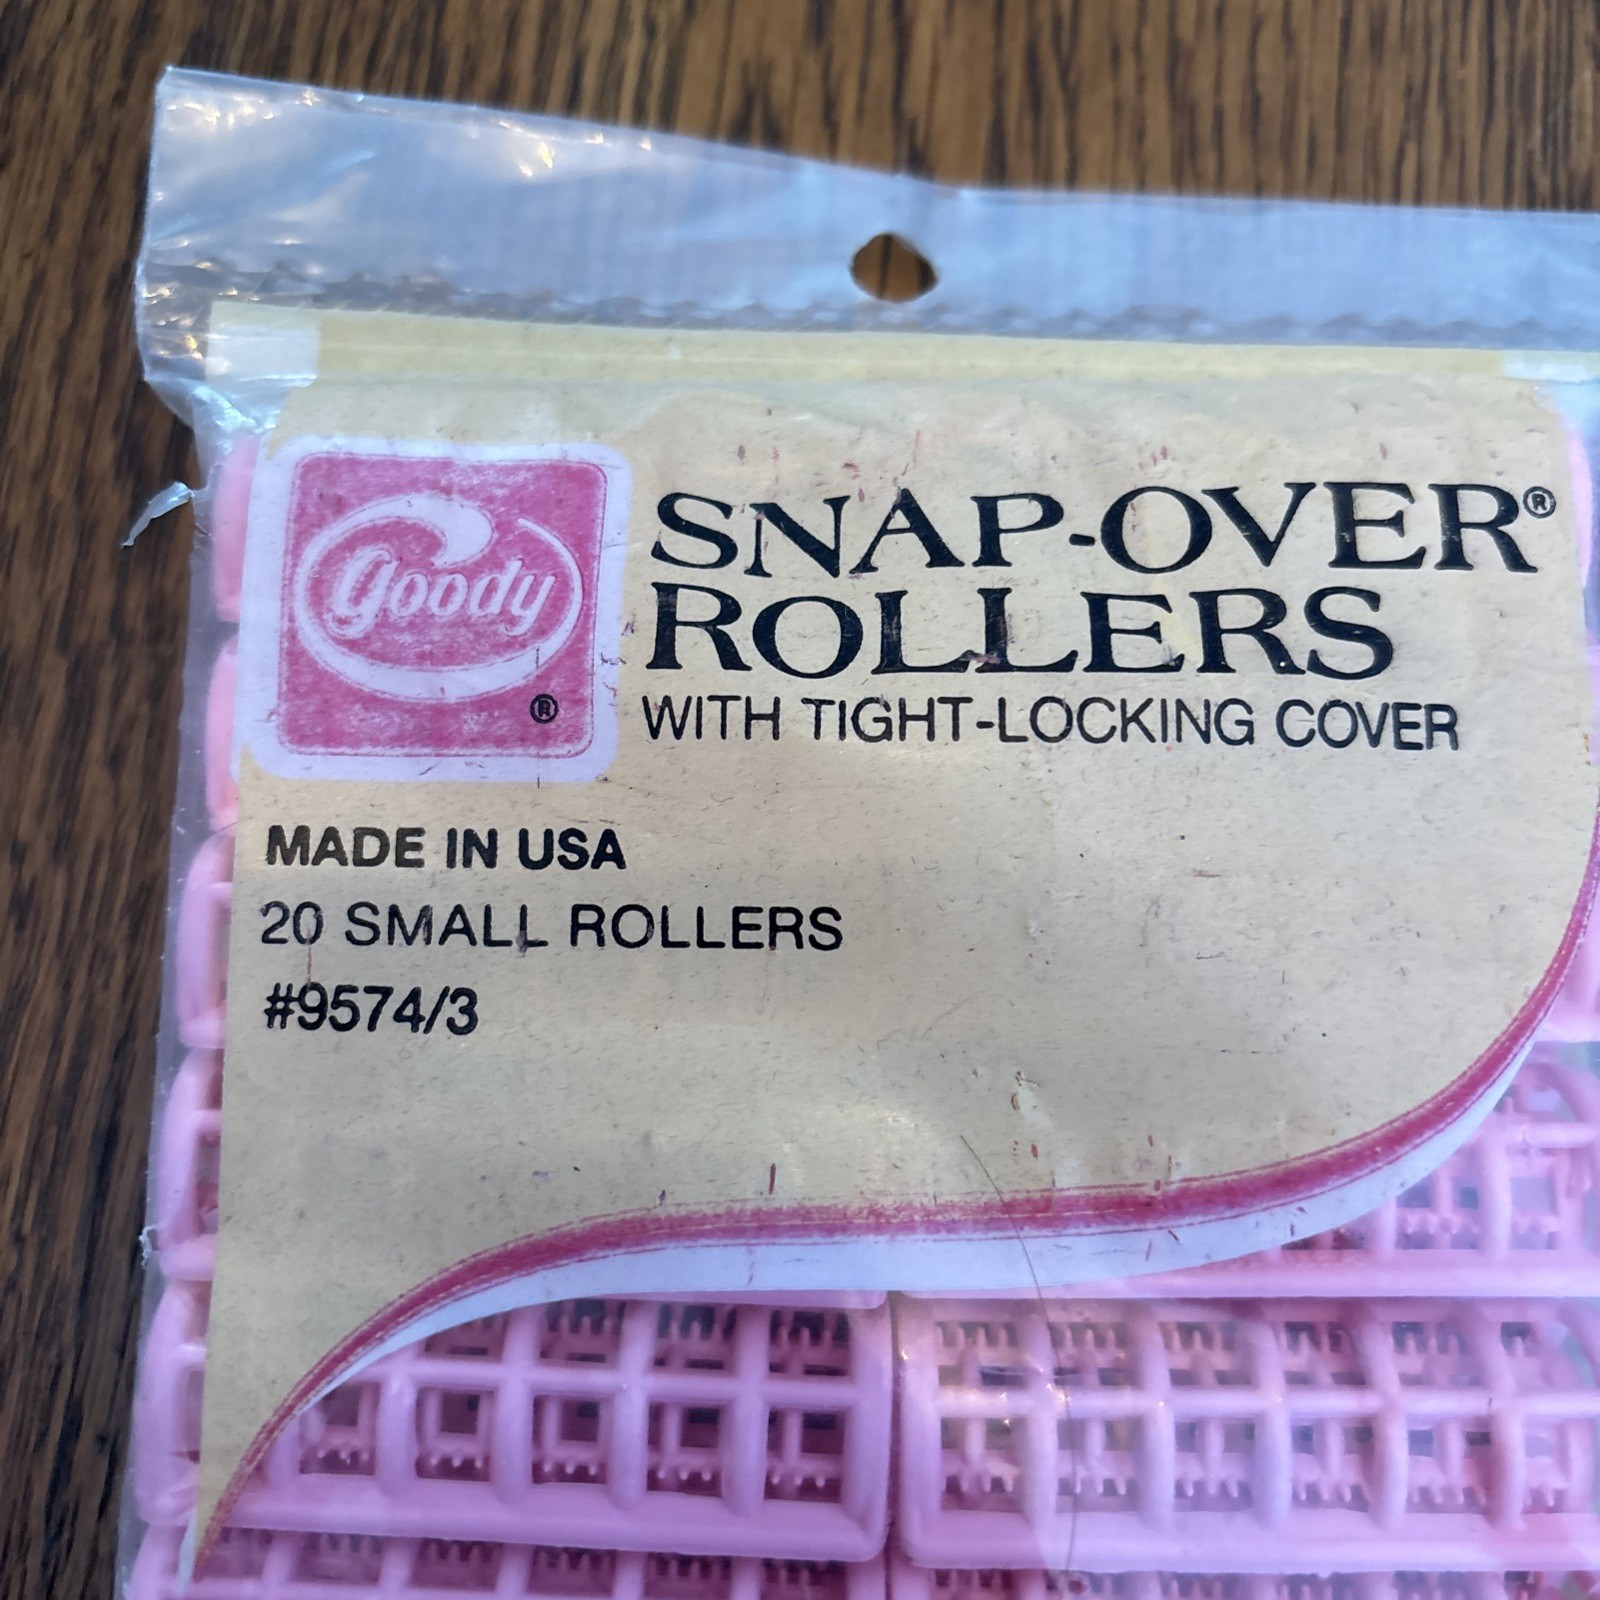 goody
®
SNAP-OVER®
ROLLERS
WITH TIGHT-LOCKING COVER
MADE IN USA
20 SMALL ROLLERS
#9574/3